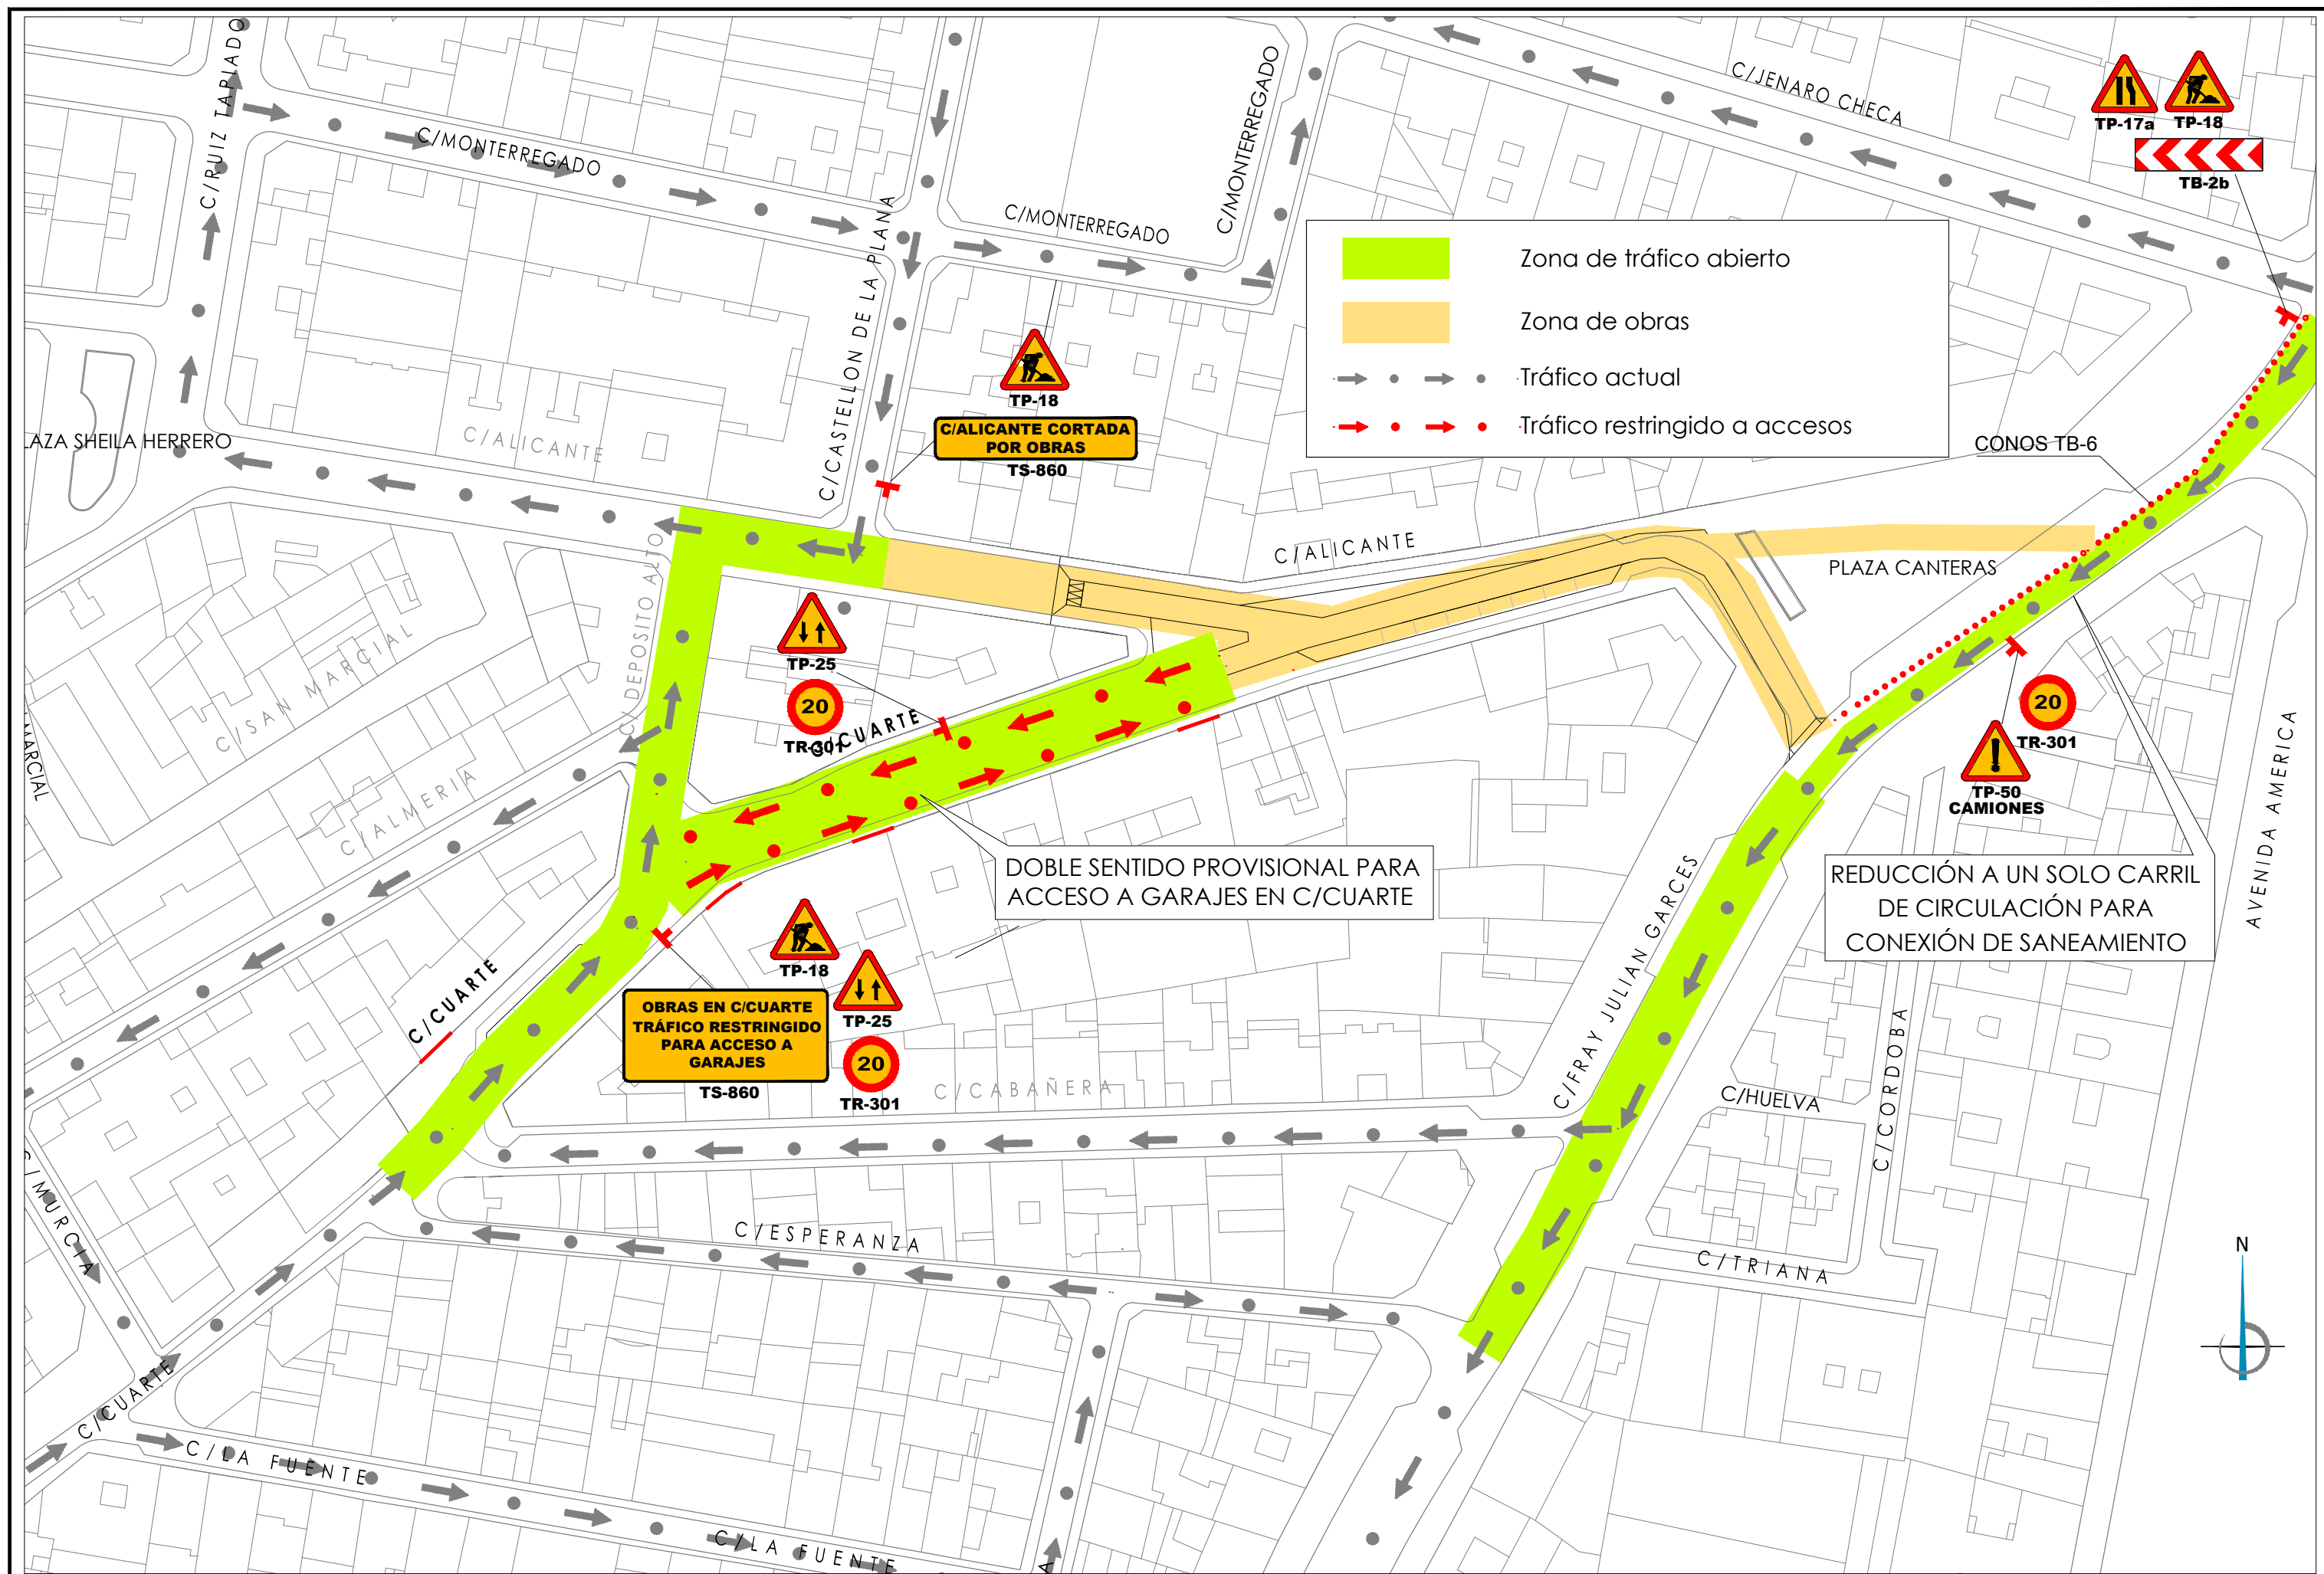 C/RUIZ TAPIADO
C/MONTERREGADO
C/MONTERREGADO
C/MONTERREGADO
C/JENARO CHECA
TP-17a
TP-18
TB-2b
Zona de tráfico abierto
Zona de obras
Tráfico actual
Tráfico restringido a accesos
C/CASTELLON DE LA PLANA
TP-18
C/ALICANTE CORTADA
POR OBRAS
TS-860
LAZA SHEILA HERRERO
C/ALICANTE
CONOS TB-6
C/ALICANTE
PLAZA CANTERAS
C/DEPOSITO ALTO
C/SAN MARCIAL
MARCIAL
C/ALMERIA
TP-25
20
TR-301
C/CUARTE
20
TR-301
TP-50
CAMIONES
AVENIDA AMERICA
DOBLE SENTIDO PROVISIONAL PARA
ACCESO A GARAJES EN C/CUARTE
REDUCCIÓN A UN SOLO CARRIL
DE CIRCULACIÓN PARA
CONEXIÓN DE SANEAMIENTO
C/CUARTE
TP-18
TP-25
OBRAS EN C/CUARTE
TRÁFICO RESTRINGIDO
PARA ACCESO A
GARAJES
TS-860
20
TR-301
C/CABAÑERA
C/FRAY JULIAN GARCES
C/HUELVA
C/CORDOBA
C/TRIANA
C/MURCIA
C/ESPERANZA
N
C/CUARTE
C/LA FUENTE
C/LA FUENTE
A